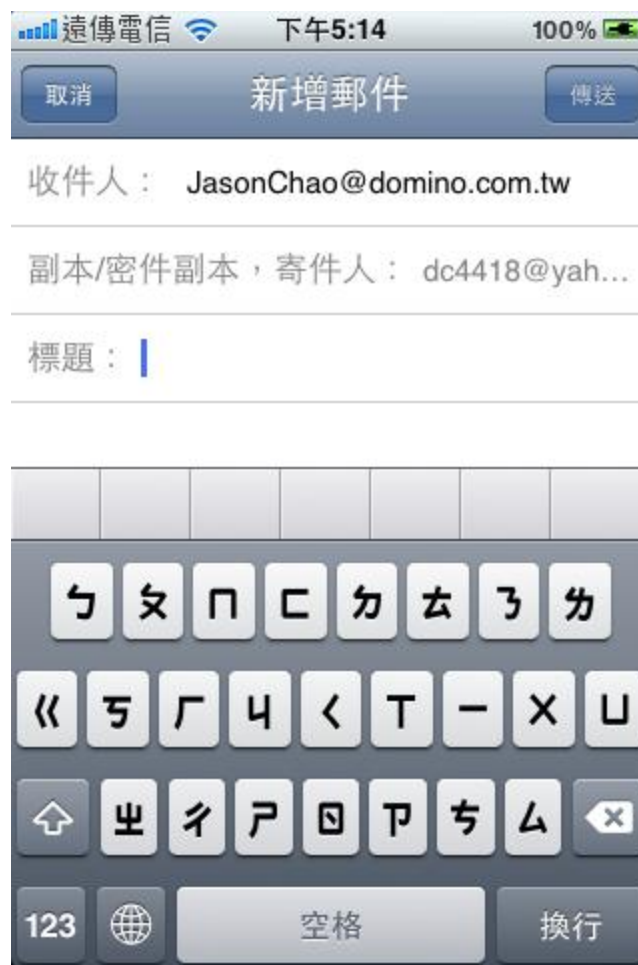 遠傳電信 下午5:14 100%
取消 新增郵件 傳送
收件人： JasonChao@domino.com.tw
副本/密件副本，寄件人： dc4418@yah...
標題：
ㄅ ㄆ ㄇ ㄈ ㄉ ㄊ ㄋ ㄌ
ㄍ ㄎ ㄏ ㄐ ㄑ ㄒ ㄧ ㄨ ㄩ
ㄓ ㄔ ㄕ ㄖ ㄗ ㄘ ㄙ
123 空格 換行